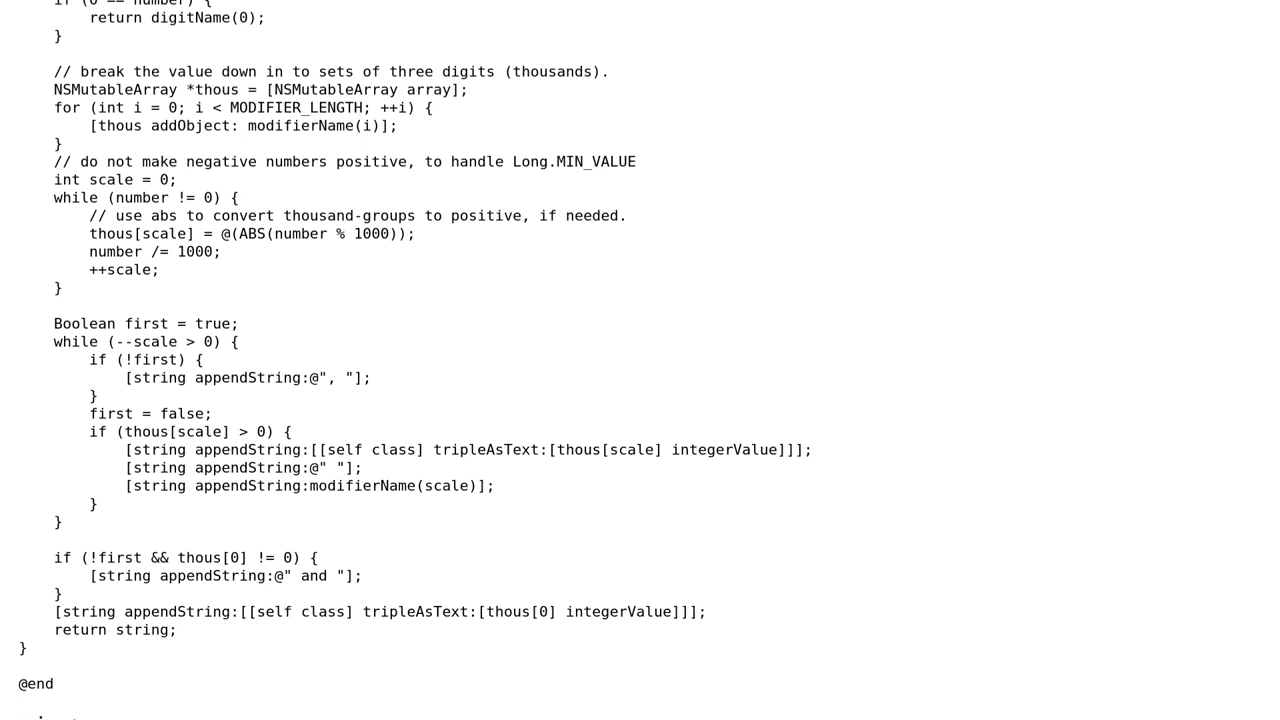 if (0 == number) {
return digitName(0);
}
// break the value down in to sets of three digits (thousands).
NSMutableArray *thous = [NSMutableArray array];
for (int i = 0; i < MODIFIER_LENGTH; ++i) {
[thous addObject: modifierName(i)];
}
// do not make negative numbers positive, to handle Long.MIN_VALUE
int scale = 0;
while (number != 0) {
// use abs to convert thousand-groups to positive, if needed.
thous[scale] = @(ABS(number % 1000));
number /= 1000;
++scale;
}
Boolean first = true;
while (--scale > 0) {
if (!first) {
[string appendString:@", "];
}
first = false;
if (thous[scale] > 0) {
[string appendString:[[self class] tripleAsText:[thous[scale] integerValue]]];
[string appendString:@" "];
[string appendString:modifierName(scale)];
}
}
if (!first && thous[0] != 0) {
[string appendString:@" and "];
}
[string appendString:[[self class] tripleAsText:[thous[0] integerValue]]];
return string;
}
@end